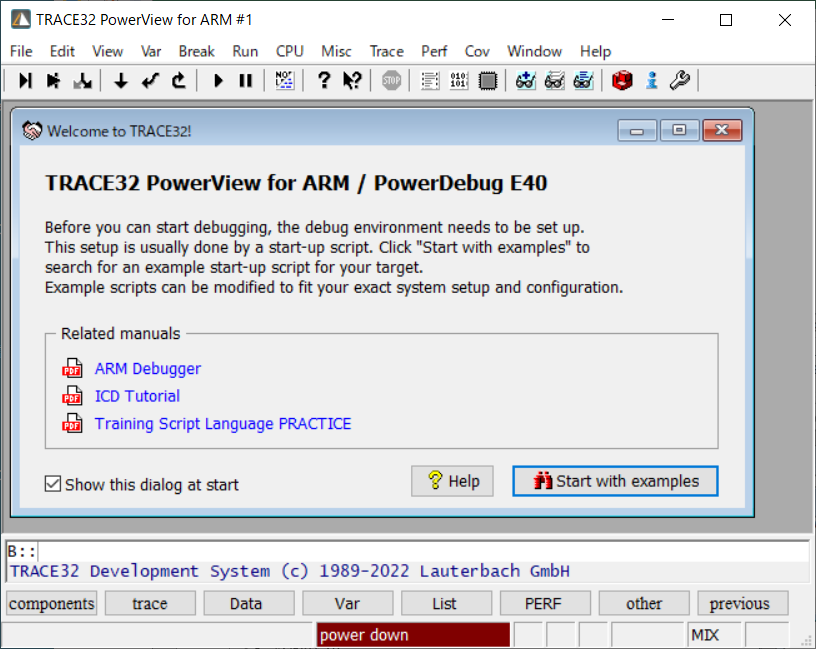 TRACE32 PowerView for ARM #1
File Edit View Var Break Run CPU Misc Trace Perf Cov Window Help
Welcome to TRACE32!
TRACE32 PowerView for ARM / PowerDebug E40
Before you can start debugging, the debug environment needs to be set up.
This setup is usually done by a start-up script. Click "Start with examples" to
search for an example start-up script for your target.
Example scripts can be modified to fit your exact system setup and configuration.
Related manuals
PDF ARM Debugger
PDF ICD Tutorial
PDF Training Script Language PRACTICE
Show this dialog at start
Help
Start with examples
B::
TRACE32 Development System (c) 1989-2022 Lauterbach GmbH
components trace Data Var List PERF other previous
power down MIX